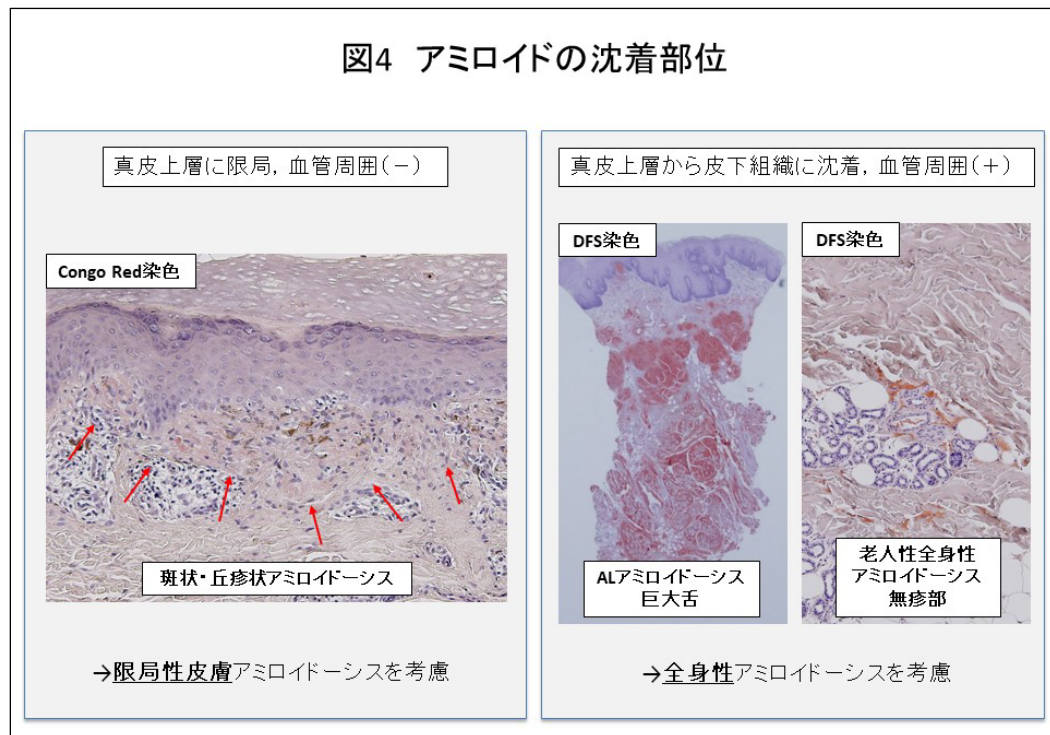 図4 アミロイドの沈着部位
真皮上層に限局, 血管周囲(－)
Congo Red染色
斑状・丘疹状アミロイドーシス
→限局性皮膚アミロイドーシスを考慮
真皮上層から皮下組織に沈着, 血管周囲(＋)
DFS染色
ALアミロイドーシス
巨大舌
DFS染色
老人性全身性
アミロイドーシス
無疹部
→全身性アミロイドーシスを考慮